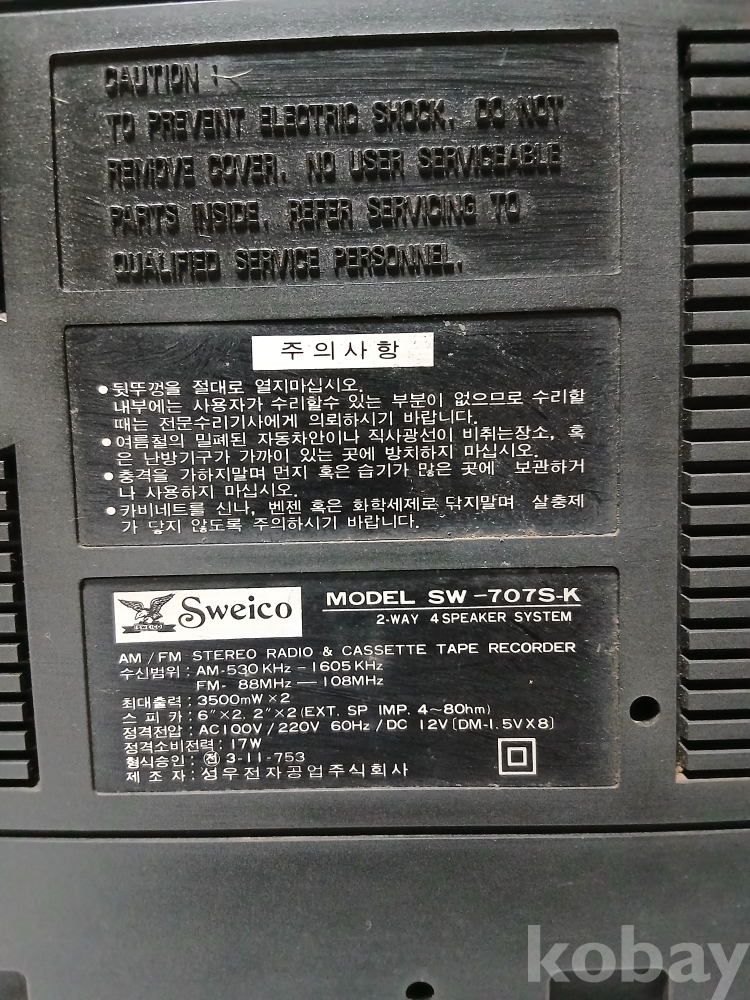 CAUTION :
TO PREVENT ELECTRIC SHOCK, DO NOT
REMOVE COVER. NO USER SERVICEABLE
PARTS INSIDE. REFER SERVICING TO
QUALIFIED SERVICE PERSONNEL.
주의사항
●뒷뚜껑을 절대로 열지마십시오.
내부에는 사용자가 수리할수 있는 부분이 없으므로 수리할
때는 전문수리기사에게 의뢰하시기 바랍니다.
●여름철의 밀폐된 자동차안이나 직사광선이 비취는장소, 혹
은 난방기구가 가까이 있는 곳에 방치하지 마십시오.
●충격을 가하지말며 먼지 혹은 습기가 많은 곳에 보관하거
나 사용하지 마십시오.
●카비네트를 신나, 벤젠 혹은 화학세제로 닦지말며 살충제
가 닿지 않도록 주의하시기 바랍니다.
SWEICO
Sweico
MODEL SW-707S-K
2-WAY 4 SPEAKER SYSTEM
AM/FM STEREO RADIO & CASSETTE TAPE RECORDER
수신범위: AM-530KHz-1605KHz
FM- 88MHz-108MHz
최대출력: 3500mW×2
스 피 카: 6"×2. 2"×2 (EXT. SP IMP. 4~8Ohm)
정격전압: AC100V/220V 60Hz/DC 12V (DM-1.5V×8)
정격소비전력: 17W
형식승인: ㉠ 3-11-753
제 조 자: 성우전자공업주식회사
kobay